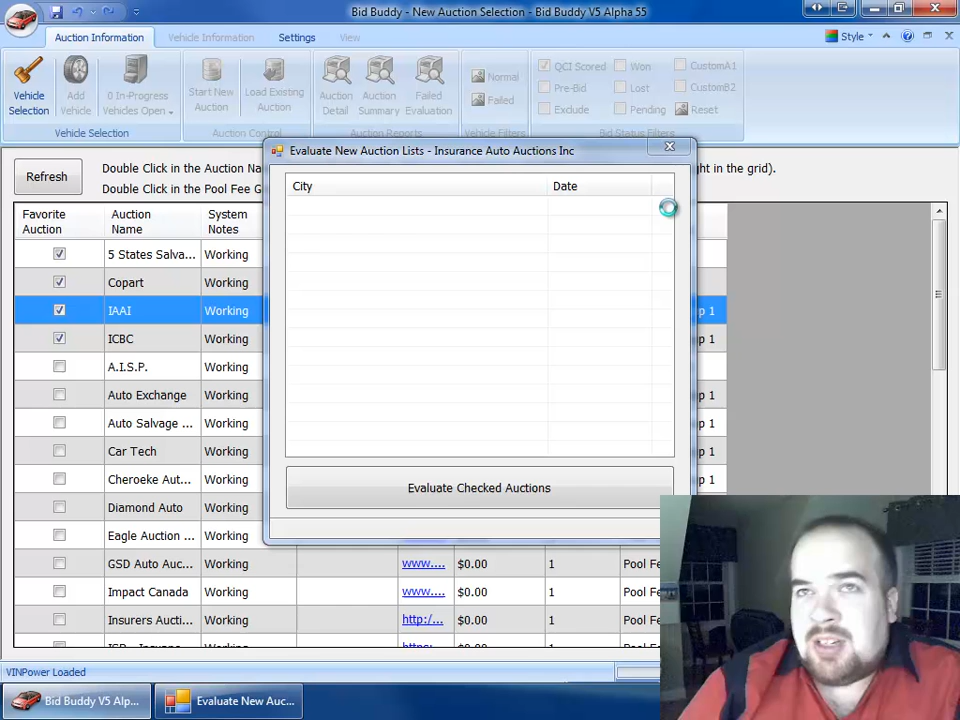 Bid Buddy - New Auction Selection - Bid Buddy V5 Alpha 55
Auction Information
Vehicle Information
Settings
View
Style
Vehicle
Selection
Add
Vehicle
0 In-Progress
Vehicles Open
Start New
Auction
Load Existing
Auction
Auction
Detail
Auction
Summary
Failed
Evaluation
Normal
Failed
QCI Scored
Won
CustomA1
Pre-Bid
Lost
CustomB2
Exclude
Pending
Reset
Vehicle Selection
Auction Control
Auction Reports
Vehicle Filters
Bid Status Filters
Evaluate New Auction Lists - Insurance Auto Auctions Inc
City
Date
Evaluate Checked Auctions
Refresh
Double Click in the Auction Na
ght in the grid).
Double Click in the Pool Fee G
Favorite
Auction
Auction
Name
System
Notes
5 States Salva... Working
Copart Working
IAAI Working p 1
ICBC Working p 1
A.I.S.P. Working
Auto Exchange Working p 1
Auto Salvage ... Working p 1
Car Tech Working p 1
Cheroeke Aut... Working p 1
Diamond Auto Working
Eagle Auction ... Working
GSD Auto Auc... Working www.... $0.00 1 Pool Fe
Impact Canada Working www.... $0.00 1
Insurers Auct... Working http:/... $0.00 1
VINPower Loaded
Bid Buddy V5 Alp...
Evaluate New Auc...